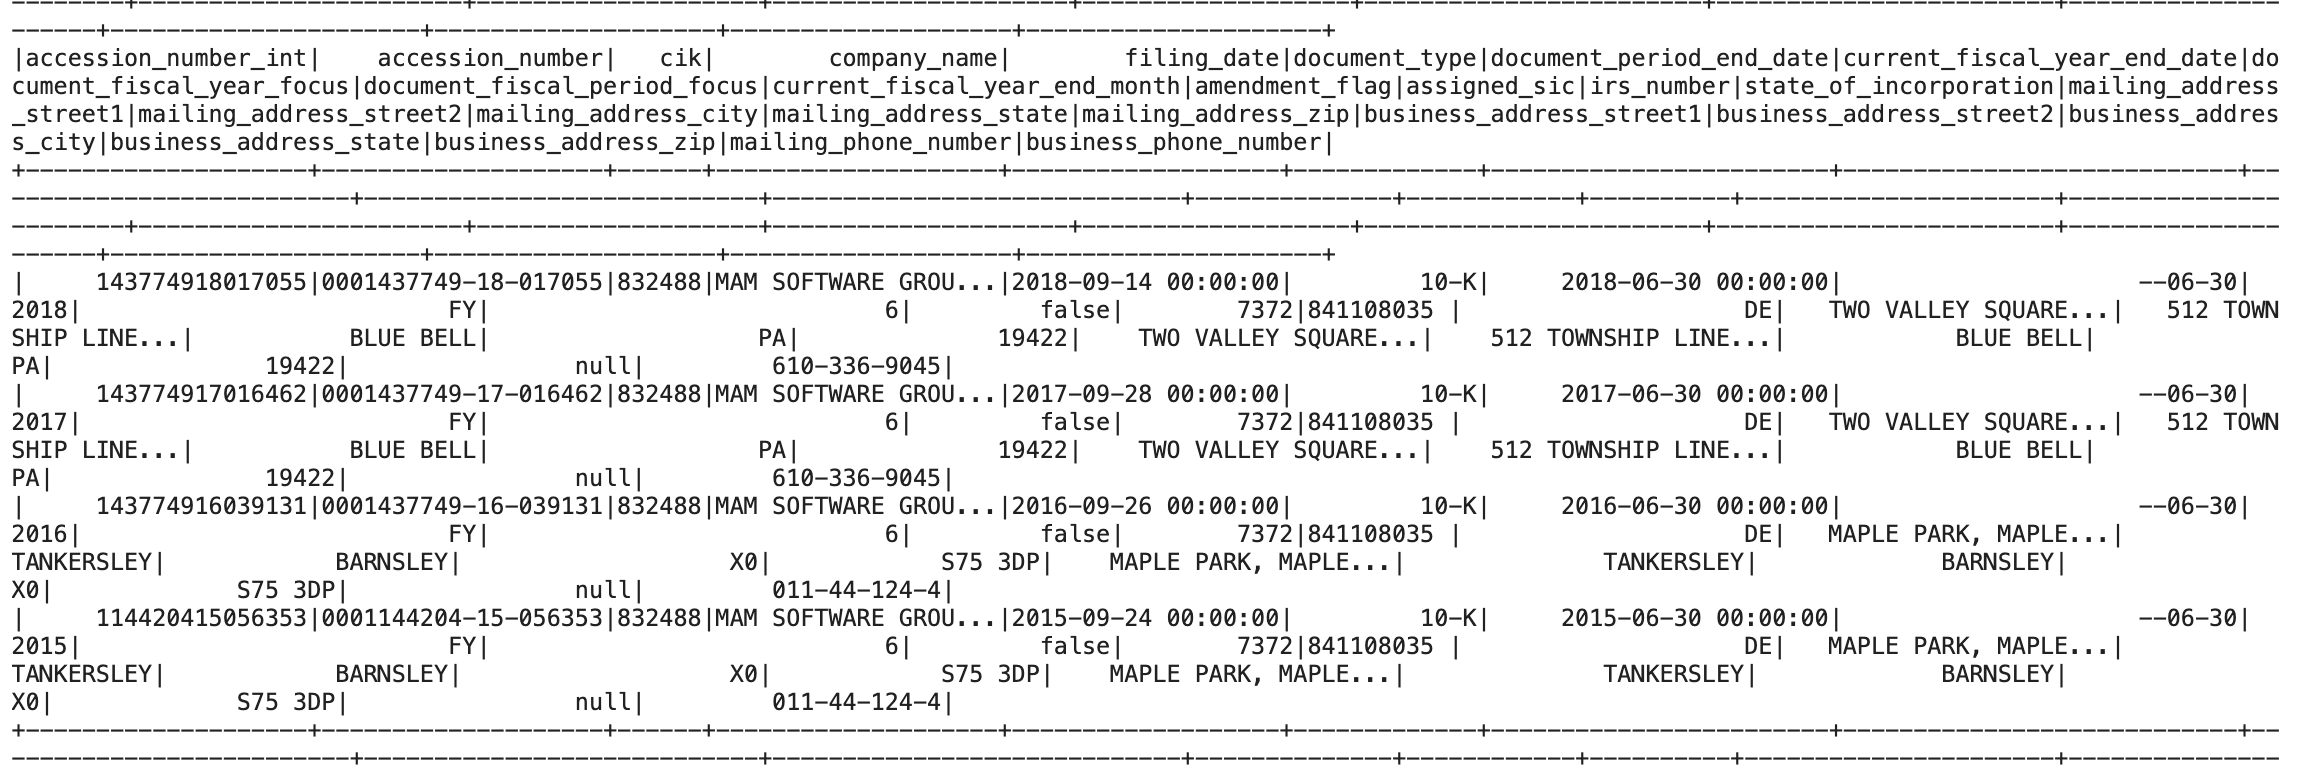 --------+-----------------------+--------------------+---------------------+-------------------+------------------------+------------------------+---------------
------+----------------------+--------------------+--------------------+---------------------+
|accession_number_int|    accession_number|   cik|        company_name|        filing_date|document_type|document_period_end_date|current_fiscal_year_end_date|do
cument_fiscal_year_focus|document_fiscal_period_focus|current_fiscal_year_end_month|amendment_flag|assigned_sic|irs_number|state_of_incorporation|mailing_address
_street1|mailing_address_street2|mailing_address_city|mailing_address_state|mailing_address_zip|business_address_street1|business_address_street2|business_addres
s_city|business_address_state|business_address_zip|mailing_phone_number|business_phone_number|
+--------------------+--------------------+------+--------------------+-------------------+-------------+------------------------+----------------------------+--
------------------------+----------------------------+-----------------------------+--------------+------------+----------+----------------------+---------------
--------+-----------------------+--------------------+---------------------+-------------------+------------------------+------------------------+---------------
------+----------------------+--------------------+--------------------+---------------------+
|     143774918017055|0001437749-18-017055|832488|MAM SOFTWARE GROU...|2018-09-14 00:00:00|         10-K|     2018-06-30 00:00:00|                     --06-30|
2018|                          FY|                            6|         false|        7372|841108035 |                    DE|   TWO VALLEY SQUARE...|   512 TOWN
SHIP LINE...|           BLUE BELL|                   PA|              19422|    TWO VALLEY SQUARE...|    512 TOWNSHIP LINE...|            BLUE BELL|
PA|               19422|                null|         610-336-9045|
|     143774917016462|0001437749-17-016462|832488|MAM SOFTWARE GROU...|2017-09-28 00:00:00|         10-K|     2017-06-30 00:00:00|                     --06-30|
2017|                          FY|                            6|         false|        7372|841108035 |                    DE|   TWO VALLEY SQUARE...|   512 TOWN
SHIP LINE...|           BLUE BELL|                   PA|              19422|    TWO VALLEY SQUARE...|    512 TOWNSHIP LINE...|            BLUE BELL|
PA|               19422|                null|         610-336-9045|
|     143774916039131|0001437749-16-039131|832488|MAM SOFTWARE GROU...|2016-09-26 00:00:00|         10-K|     2016-06-30 00:00:00|                     --06-30|
2016|                          FY|                            6|         false|        7372|841108035 |                    DE|   MAPLE PARK, MAPLE...|
TANKERSLEY|            BARNSLEY|                   X0|            S75 3DP|    MAPLE PARK, MAPLE...|              TANKERSLEY|             BARNSLEY|
X0|             S75 3DP|                null|         011-44-124-4|
|     114420415056353|0001144204-15-056353|832488|MAM SOFTWARE GROU...|2015-09-24 00:00:00|         10-K|     2015-06-30 00:00:00|                     --06-30|
2015|                          FY|                            6|         false|        7372|841108035 |                    DE|   MAPLE PARK, MAPLE...|
TANKERSLEY|            BARNSLEY|                   X0|            S75 3DP|    MAPLE PARK, MAPLE...|              TANKERSLEY|             BARNSLEY|
X0|             S75 3DP|                null|         011-44-124-4|
+--------------------+--------------------+------+--------------------+-------------------+-------------+------------------------+----------------------------+--
------------------------+----------------------------+-----------------------------+--------------+------------+----------+----------------------+---------------